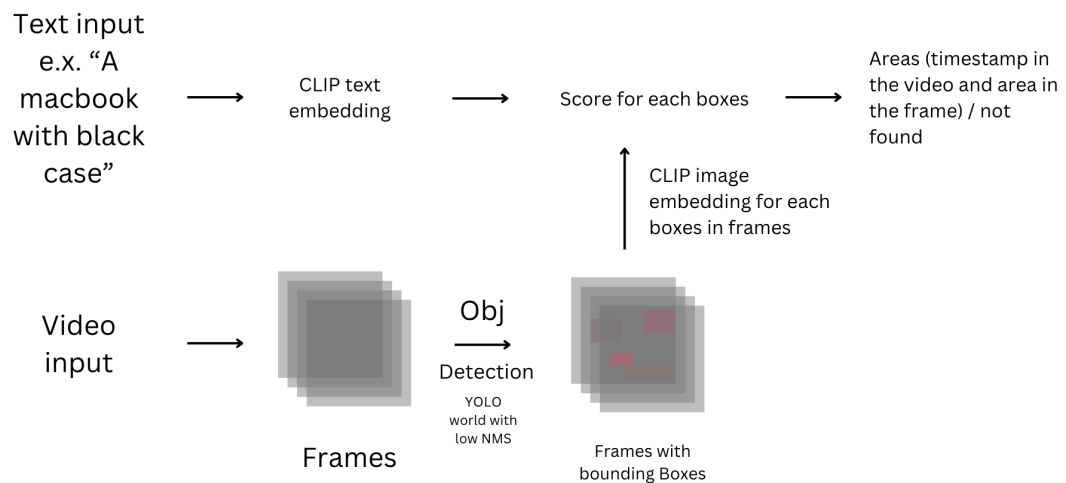 Text input
e.x. “A
macbook
with black
case”
CLIP text
embedding
Score for each boxes
Areas (timestamp in
the video and area in
the frame) / not
found
CLIP image
embedding for each
boxes in frames
Video
input
Frames
Obj
Detection
YOLO
world with
low NMS
Frames with
bounding Boxes